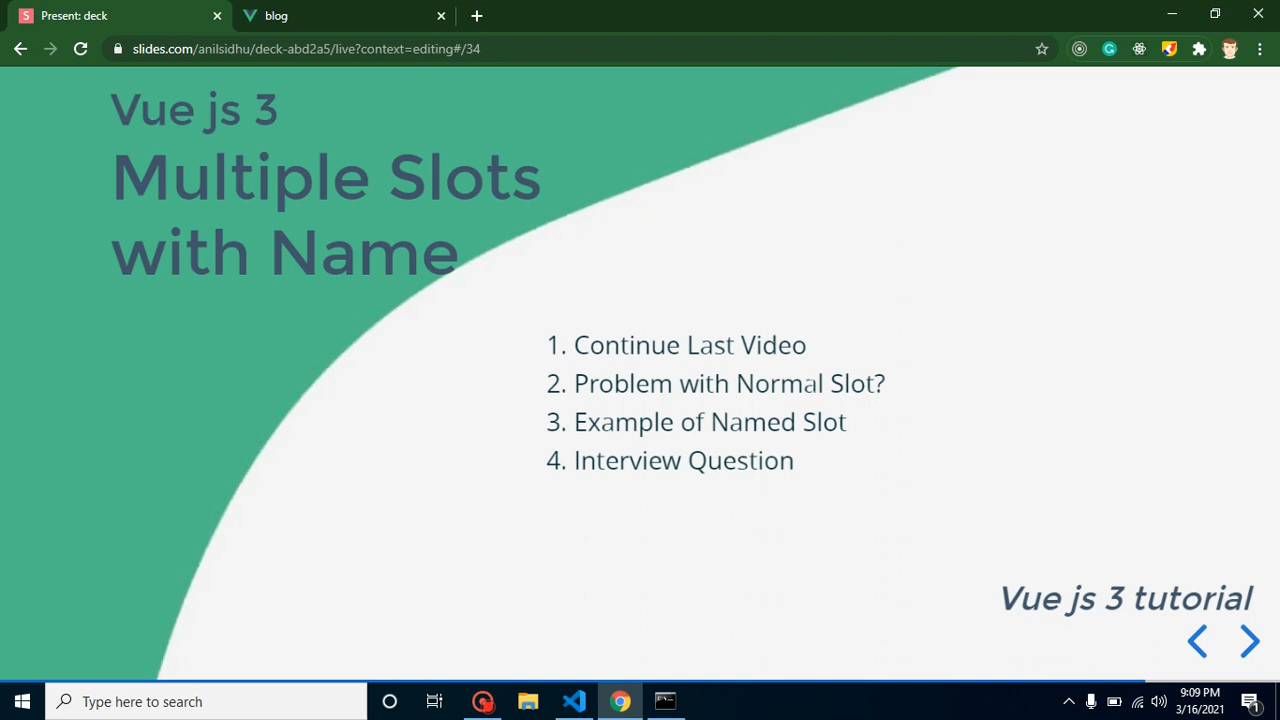 Present: deck
blog
slides.com/anilsidhu/deck-abd2a5/live?context=editing#/34
Vue js 3
Multiple Slots
with Name
1. Continue Last Video
2. Problem with Normal Slot?
3. Example of Named Slot
4. Interview Question
Vue js 3 tutorial
Type here to search
9:09 PM
3/16/2021
1